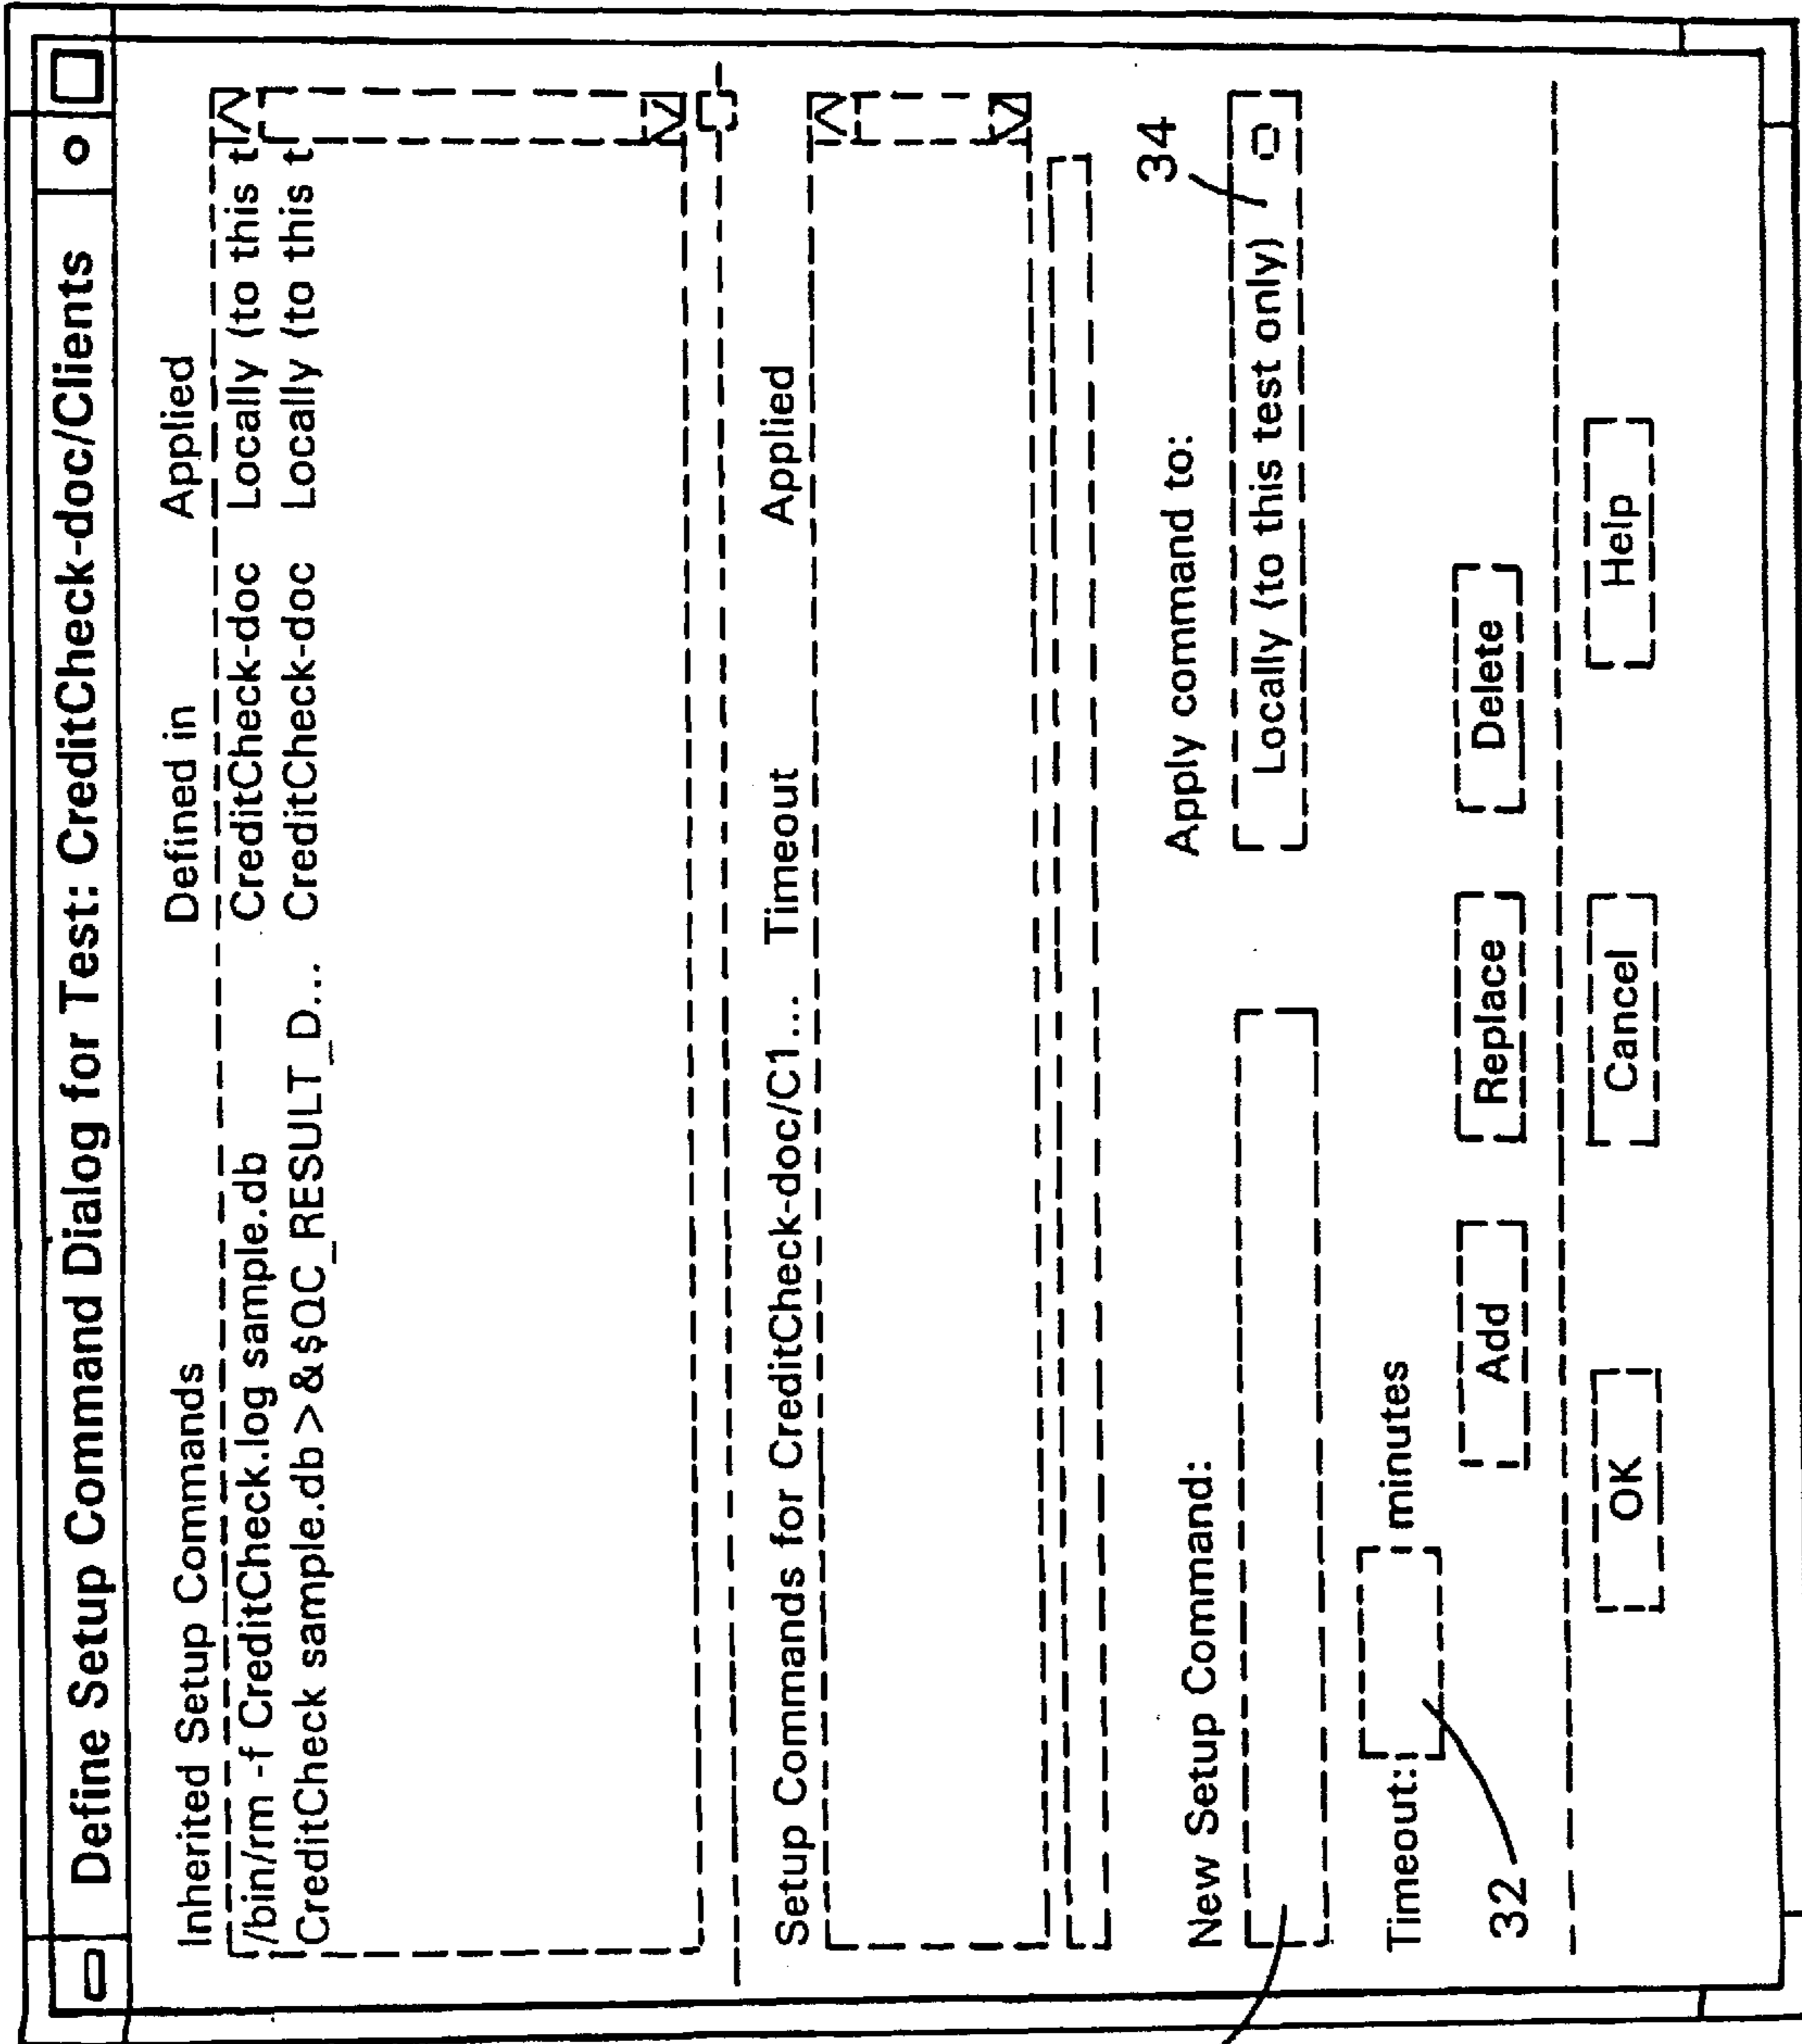 Define Setup Command Dialog for Test: CreditCheck-doc/Clients
Inherited Setup Commands Defined in Applied
/bin/rm -f CreditCheck.log sample.db CreditCheck-doc Locally (to this t
CreditCheck sample.db>&$QC_RESULT_D... CreditCheck-doc Locally (to this t
Setup Commands for CreditCheck-doc/C1... Timeout Applied
New Setup Command: Apply command to:
34
Locally (to this test only)
Timeout: minutes
32
Add Replace Delete
OK Cancel Help